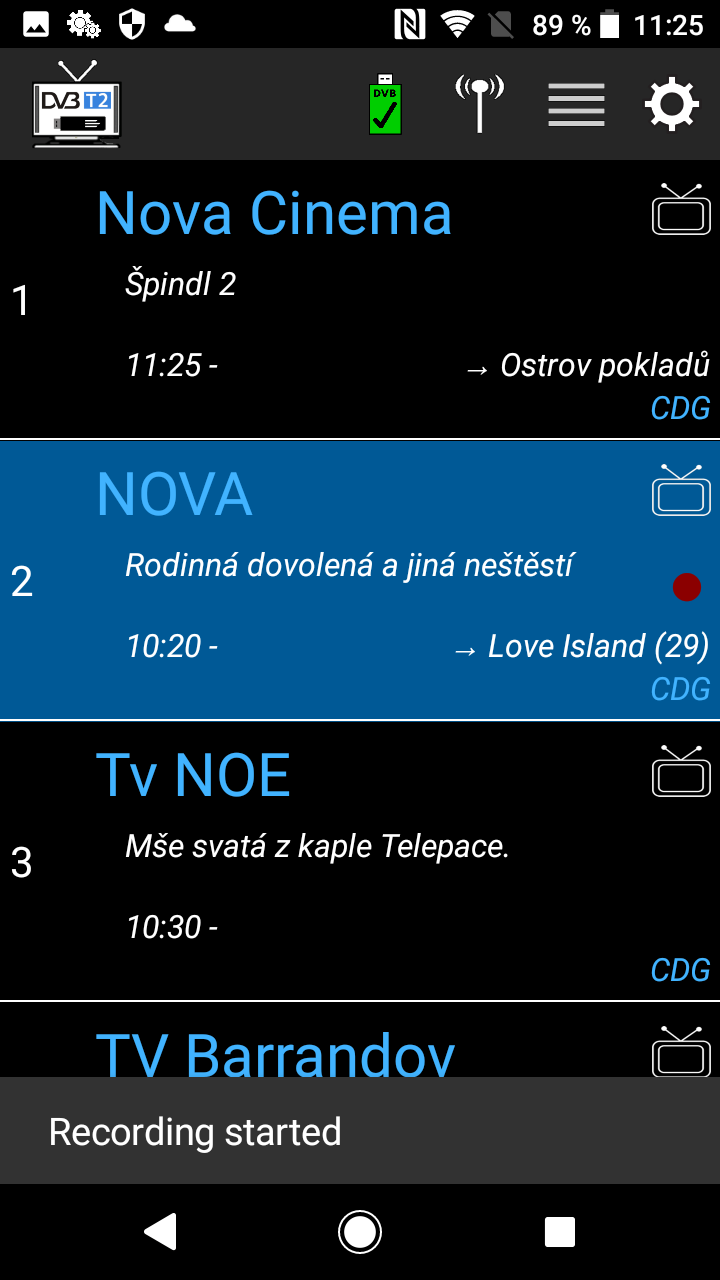 89 % 11:25
DVB T2
DVB
Nova Cinema
1
Špindl 2
11:25 - → Ostrov pokladů
CDG
NOVA
2
Rodinná dovolená a jiná neštěstí
10:20 - → Love Island (29)
CDG
Tv NOE
3
Mše svatá z kaple Telepace.
10:30 -
CDG
TV Barrandov
Recording started